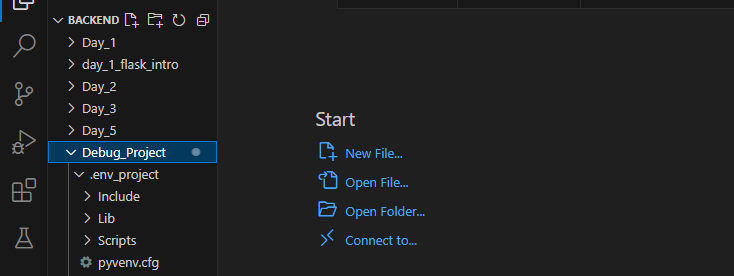 BACKEND
Day_1
day_1_flask_intro
Day_2
Day_3
Day_5
Debug_Project
.env_project
Include
Lib
Scripts
pyvenv.cfg
Start
New File...
Open File...
Open Folder...
Connect to...